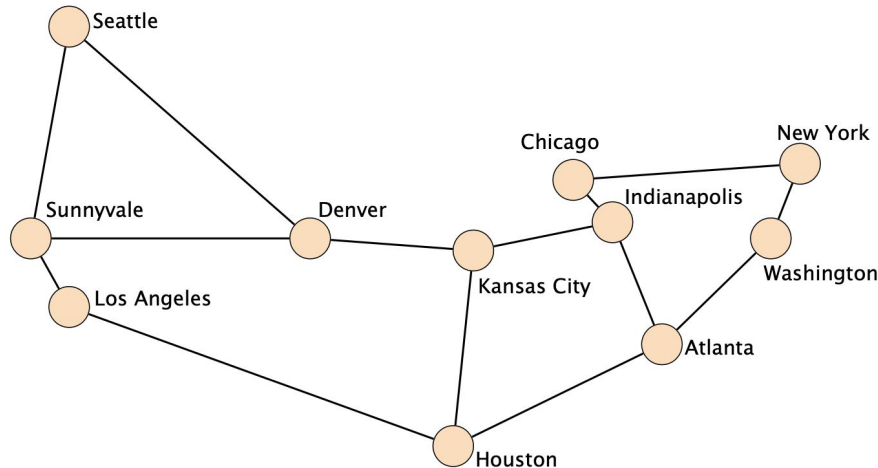 Seattle
New York
Chicago
Indianapolis
Sunnyvale
Denver
Washington
Kansas City
Los Angeles
Atlanta
Houston